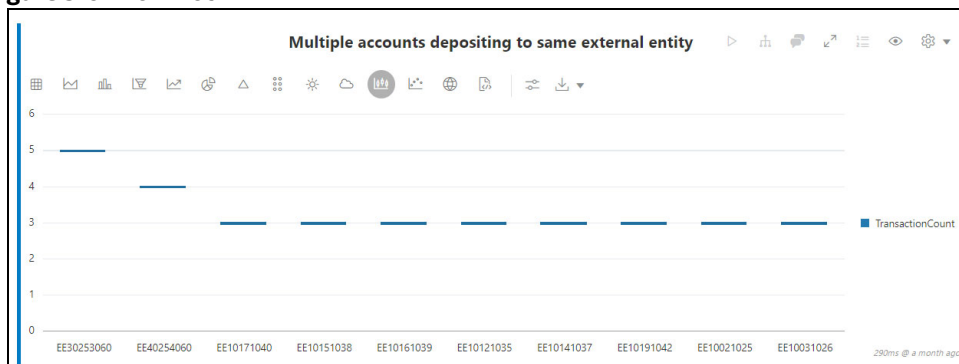 Multiple accounts depositing to same external entity
6
5
4
3
2
1
0
EE30253060 EE40254060 EE10171040 EE10151038 EE10161039 EE10121035 EE10141037 EE10191042 EE10021025 EE10031026
TransactionCount
290ms @ a month ago